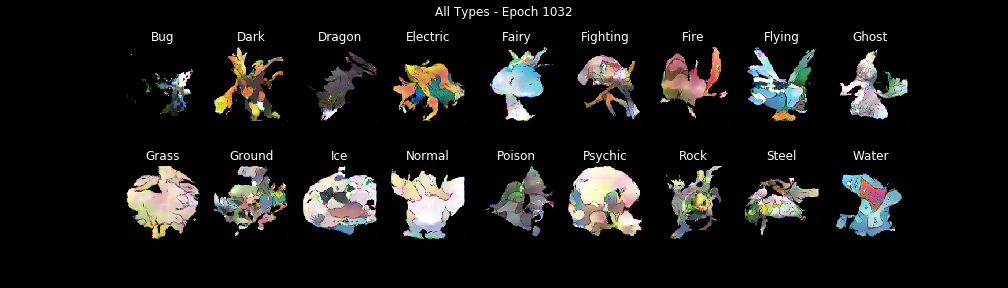 All Types - Epoch 1032
Bug Dark Dragon Electric Fairy Fighting Fire Flying Ghost
Grass Ground Ice Normal Poison Psychic Rock Steel Water